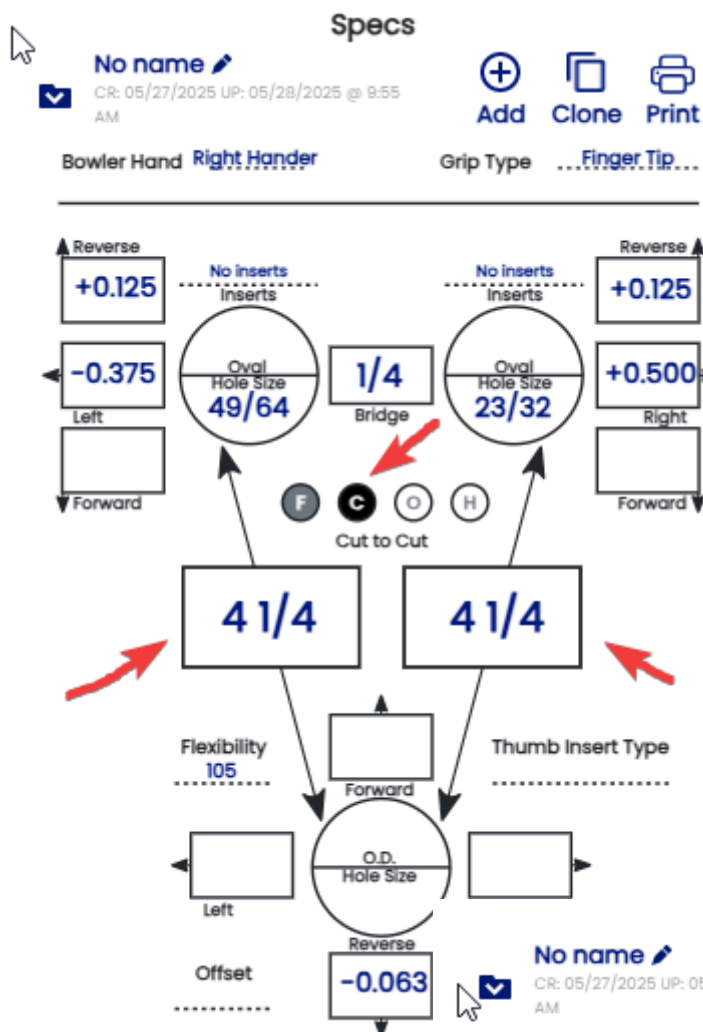 Specs
No name
CR: 05/27/2025 UP: 05/28/2025 @ 9:55
AM
Add Clone Print
Bowler Hand Right Hander Grip Type Finger Tip
Reverse Reverse
No inserts No inserts
+0.125 Inserts Inserts +0.125
Oval Oval
-0.375 Hole Size 1/4 Hole Size +0.500
49/64 23/32
Left Bridge Right
F C O H
Forward Forward
Cut to Cut
4 1/4 4 1/4
Flexibility Thumb Insert Type
105
Forward
O.D.
Hole Size
Left
Reverse
Offset -0.063 No name
CR: 05/27/2025 UP: 05
AM